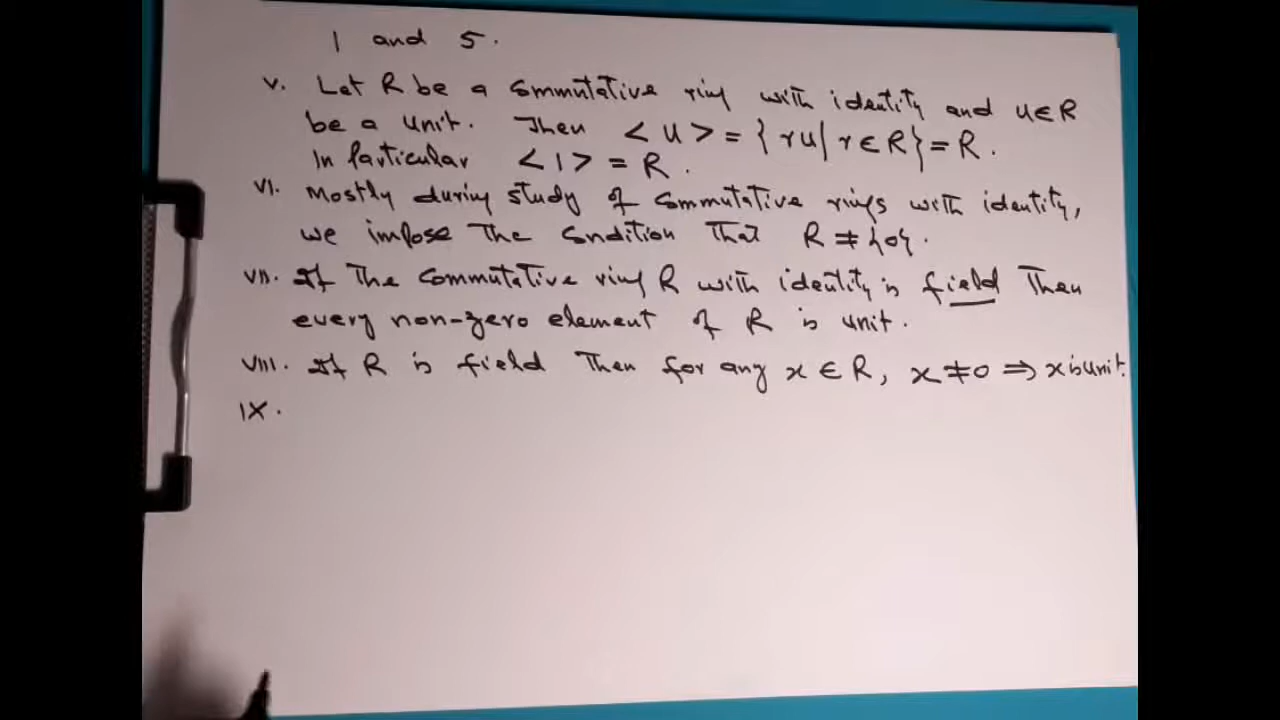 1 and 5.
v. Let R be a commutative ring with identity and u∈R
be a unit. Then <u> = {ru| r∈R} = R.
In particular <1> = R.
vi. Mostly during study of commutative rings with identity,
we impose the condition that R ≠ {0}.
vii. If the commutative ring R with identity is field Then
every non-zero element of R is unit.
viii. If R is field Then for any x∈R, x≠0 ⇒ x is unit.
ix.